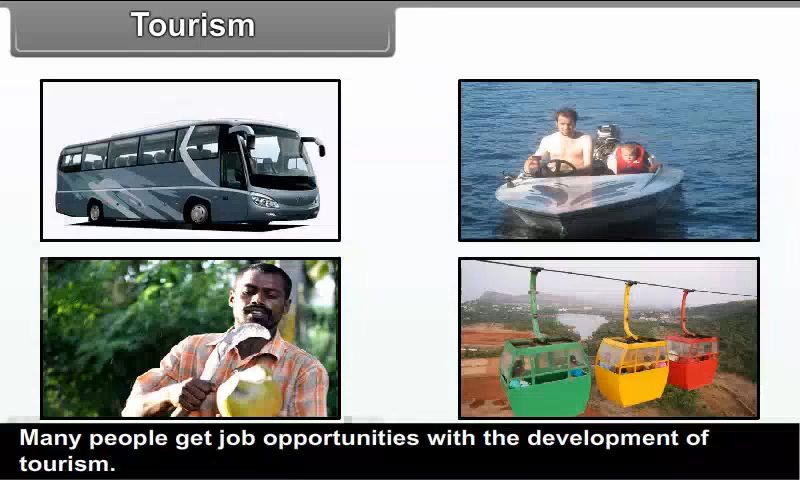 Tourism
Many people get job opportunities with the development of
tourism.